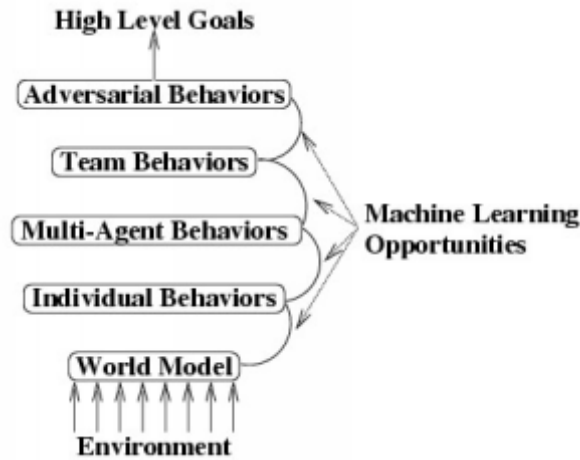 High Level Goals
Adversarial Behaviors
Team Behaviors
Machine Learning
Opportunities
Multi-Agent Behaviors
Individual Behaviors
World Model
Environment